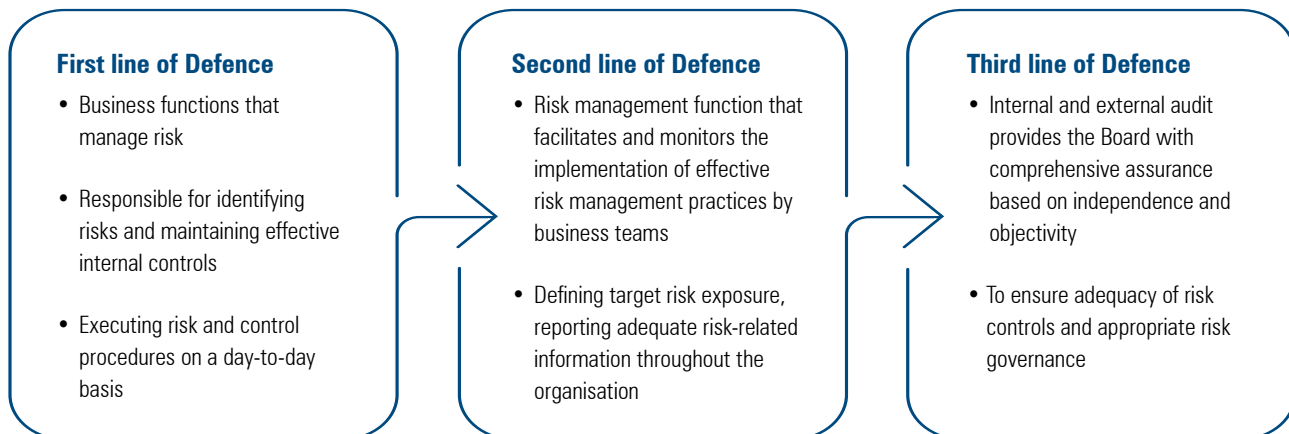 First line of Defence
• Business functions that
manage risk
• Responsible for identifying
risks and maintaining effective
internal controls
• Executing risk and control
procedures on a day-to-day
basis
Second line of Defence
• Risk management function that
facilitates and monitors the
implementation of effective
risk management practices by
business teams
• Defining target risk exposure,
reporting adequate risk-related
information throughout the
organisation
Third line of Defence
• Internal and external audit
provides the Board with
comprehensive assurance
based on independence and
objectivity
• To ensure adequacy of risk
controls and appropriate risk
governance